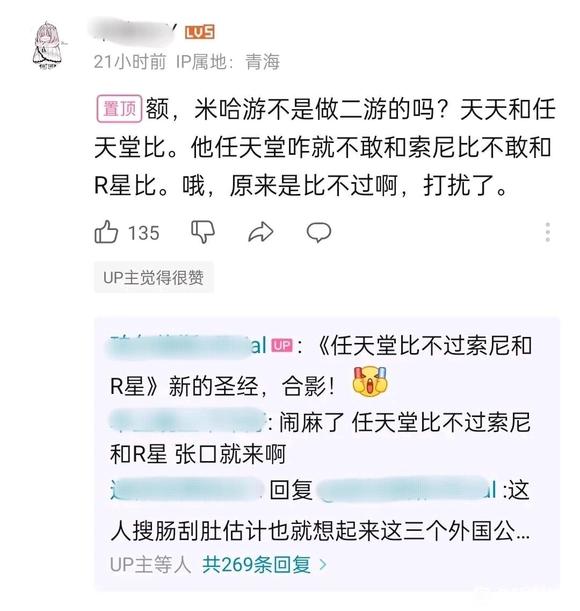 Y LV5
21小时前 IP属地：青海
置顶 额，米哈游不是做二游的吗？天天和任
天堂比。他任天堂咋就不敢和索尼比不敢和
R星比。哦，原来是比不过啊，打扰了。
135
UP主觉得很赞
al UP ：《任天堂比不过索尼和
R星》新的圣经，合影！
: 闹麻了 任天堂比不过索尼
和R星 张口就来啊
回复 l :这
人搜肠刮肚估计也就想起来这三个外国公...
UP主等人 共269条回复 >